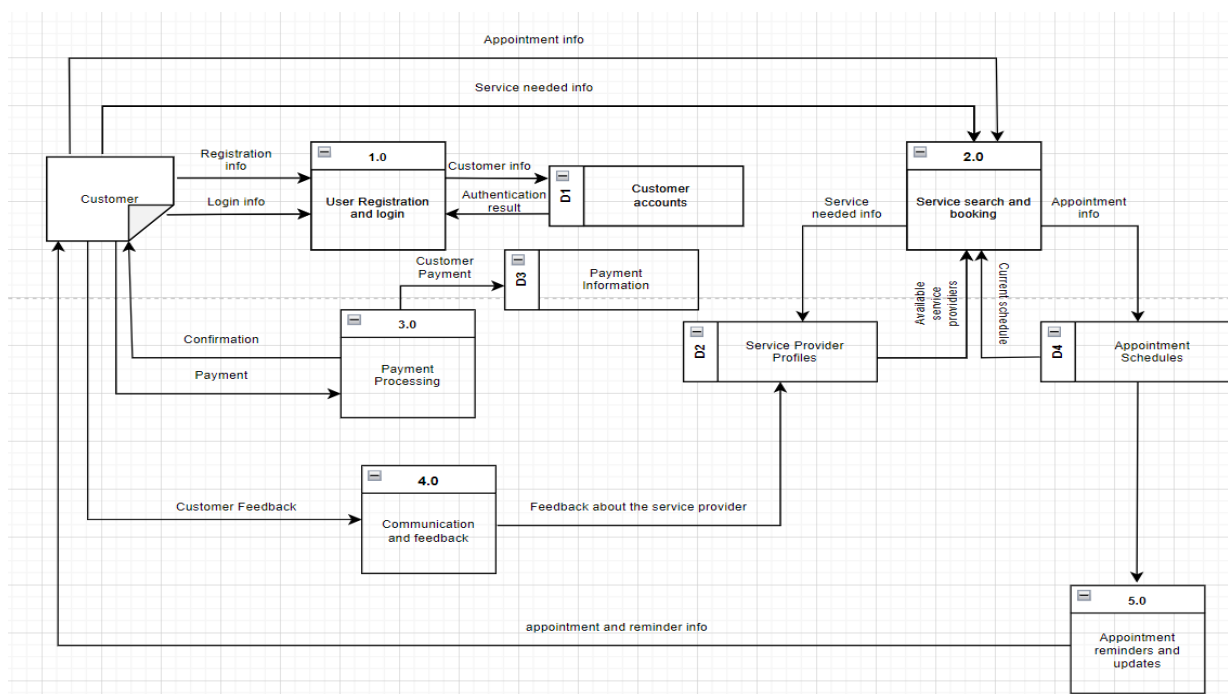 Appointment info
Service needed info
Registration
info
1.0
Customer info
2.0
Customer
Login info
User Registration
and login
Authentication
result
D1
Customer
accounts
Service
needed info
Service search and
booking
Appointment
info
Customer
Payment
D3
Payment
Information
Available
service
providers
Current schedule
3.0
Confirmation
Payment
Processing
Payment
D2
Service Provider
Profiles
D4
Appointment
Schedules
4.0
Customer Feedback
Communication
and feedback
Feedback about the service provider
5.0
appointment and reminder info
Appointment
reminders and
updates